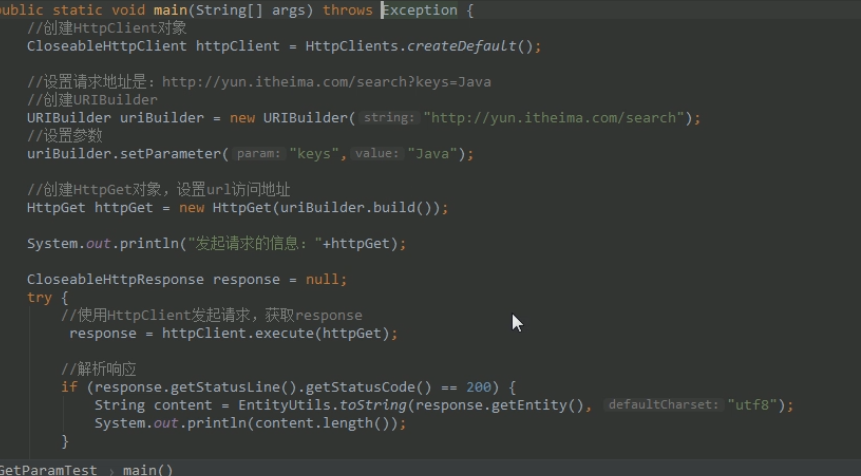 public static void main(String[] args) throws Exception {
//创建HttpClient对象
CloseableHttpClient httpClient = HttpClients.createDefault();
//设置请求地址是：http://yun.itheima.com/search?keys=Java
//创建URIBuilder
URIBuilder uriBuilder = new URIBuilder( string: "http://yun.itheima.com/search");
//设置参数
uriBuilder.setParameter( param: "keys", value: "Java");
//创建HttpGet对象，设置url访问地址
HttpGet httpGet = new HttpGet(uriBuilder.build());
System.out.println("发起请求的信息："+httpGet);
CloseableHttpResponse response = null;
try {
//使用HttpClient发起请求，获取response
response = httpClient.execute(httpGet);
//解析响应
if (response.getStatusLine().getStatusCode() == 200) {
String content = EntityUtils.toString(response.getEntity(), defaultCharset: "utf8");
System.out.println(content.length());
}
GetParamTest › main()